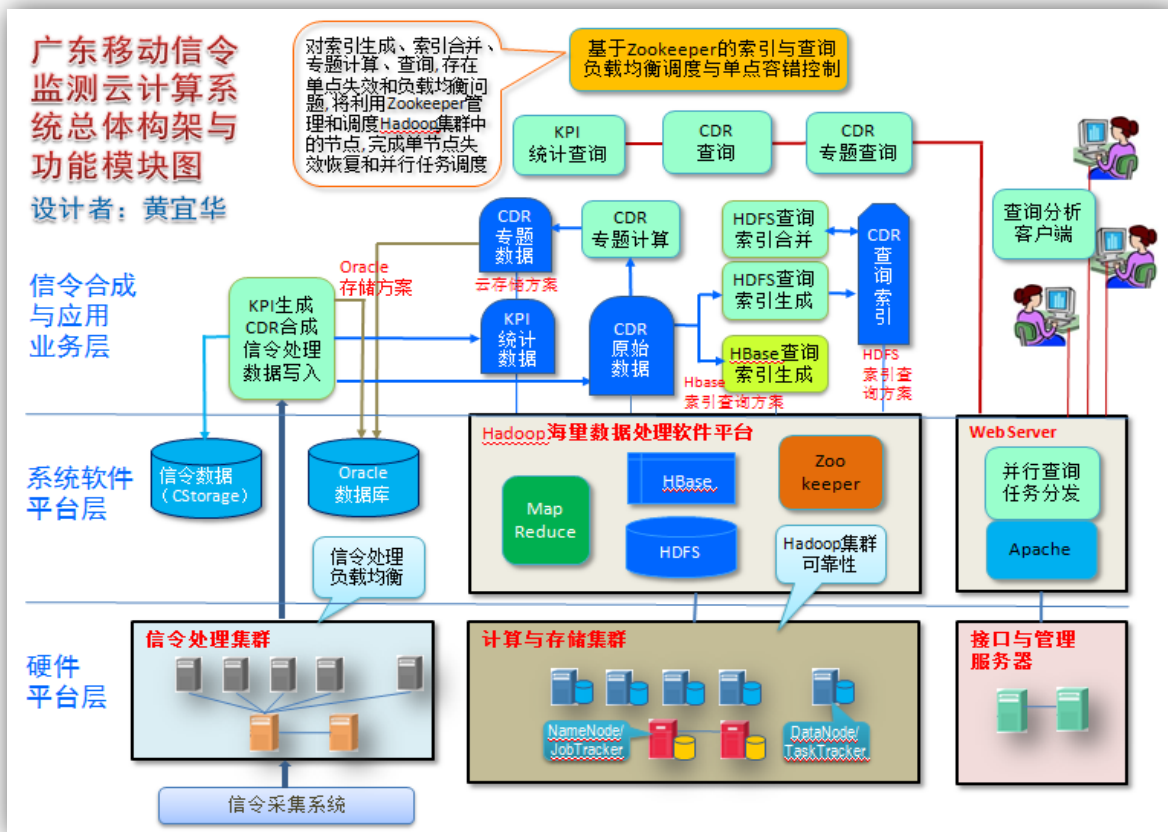 广东移动信令
监测云计算系
统总体构架与
功能模块图
设计者：黄宜华
对索引生成、索引合并、
专题计算、查询,存在
单点失效和负载均衡问
题,将利用Zookeeper管
理和调度Hadoop集群中
的节点,完成单节点失
效恢复和并行任务调度
基于Zookeeper的索引与查询
负载均衡调度与单点容错控制
KPI
统计查询
CDR
查询
CDR
专题查询
查询分析
客户端
信令合成
与应用
业务层
KPI生成
CDR合成
信令处理
数据写入
Oracle
存储方案
CDR
专题
数据
云存储方案
KPI
统计
数据
CDR
专题计算
CDR
原始
数据
HDFS查询
索引合并
HDFS查询
索引生成
HBase查询
索引生成
Hbase
索引查询方案
CDR
查
询
索
引
HDFS
索引查
询方案
系统软件
平台层
信令数据
（CStorage）
Oracle
数据库
Hadoop海量数据处理软件平台
Map
Reduce
HBase
HDFS
Zoo
keeper
Hadoop集群
可靠性
Web Server
并行查询
任务分发
Apache
信令处理
负载均衡
硬件
平台层
信令处理集群
计算与存储集群
NameNode/
JobTracker
DataNode/
TaskTracker
接口与管理
服务器
信令采集系统